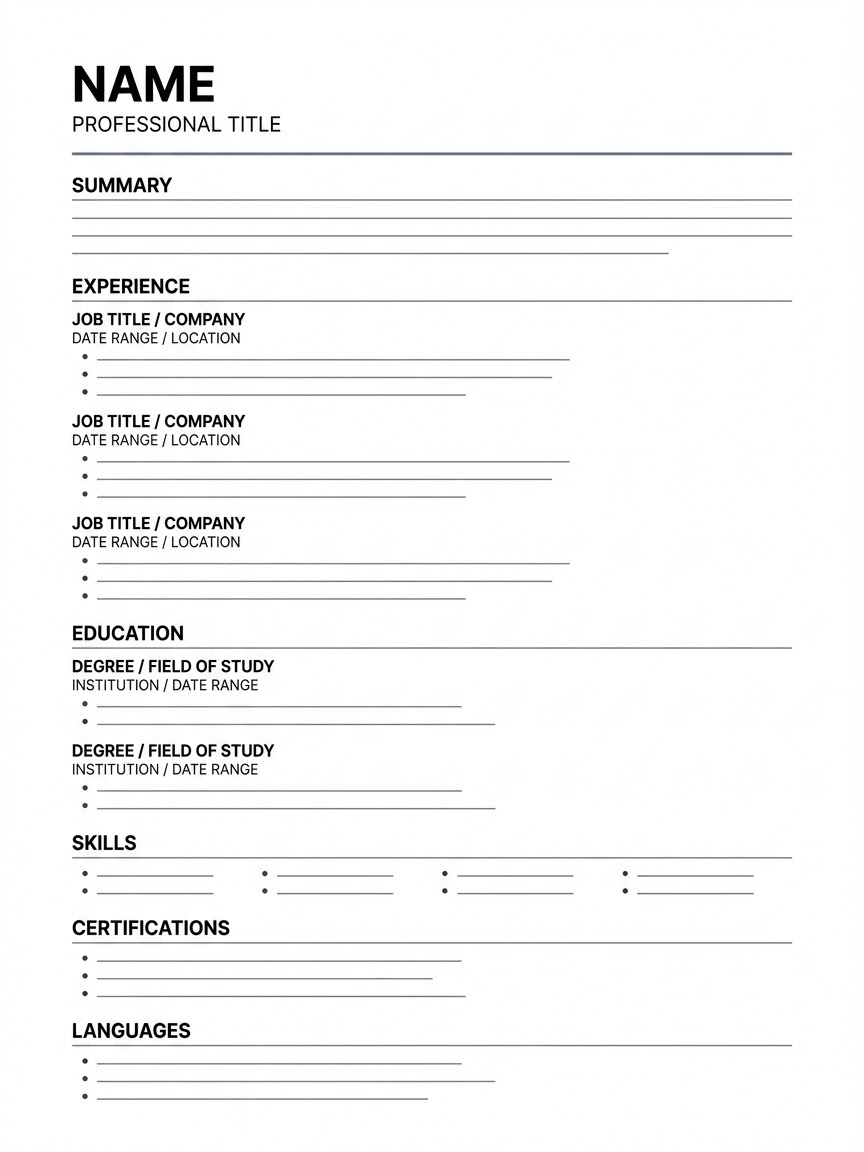 NAME
PROFESSIONAL TITLE
SUMMARY
EXPERIENCE
JOB TITLE / COMPANY
DATE RANGE / LOCATION
JOB TITLE / COMPANY
DATE RANGE / LOCATION
JOB TITLE / COMPANY
DATE RANGE / LOCATION
EDUCATION
DEGREE / FIELD OF STUDY
INSTITUTION / DATE RANGE
DEGREE / FIELD OF STUDY
INSTITUTION / DATE RANGE
SKILLS
CERTIFICATIONS
LANGUAGES